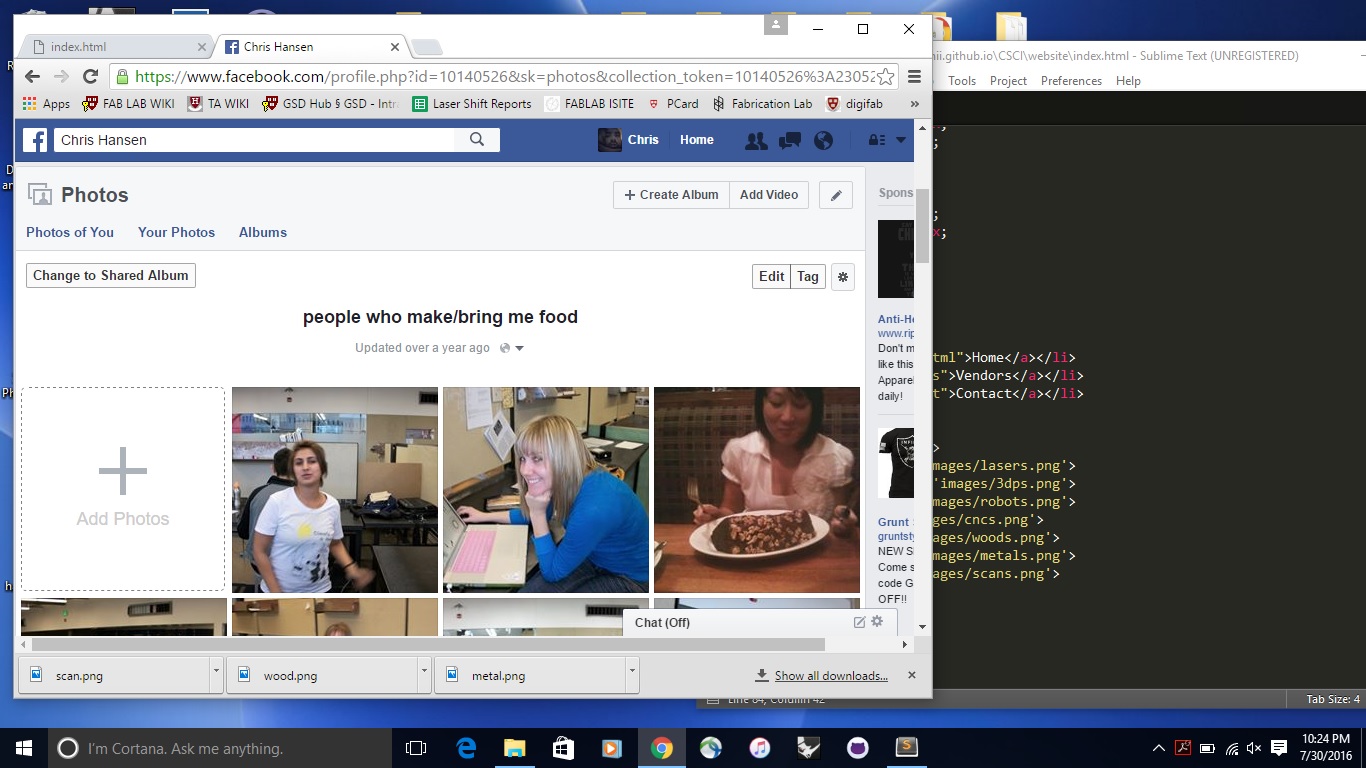 index.html
Chris Hansen
https://www.facebook.com/profile.php?id=10140526&sk=photos&collection_token=10140526%3A23052
Apps FAB LAB WIKI TA WIKI GSD Hub § GSD - Intra Laser Shift Reports FABLAB ISITE PCard Fabrication Lab digifab »
Chris Hansen
Chris Home
Photos
+ Create Album Add Video
Photos of You Your Photos Albums
Change to Shared Album
Edit Tag
people who make/bring me food
Updated over a year ago
Add Photos
Spons
Anti-He
www.rip
Don't m
like this
Apparel
daily!
Grunt S
gruntsty
NEW S
Come s
code G
OFF!!
Chat (Off)
scan.png
wood.png
metal.png
Show all downloads...
nii.github.io\CSCI\website\index.html - Sublime Text (UNREGISTERED)
Tools Project Preferences Help
;
;
;
x;
tml">Home</a></li>
s">Vendors</a></li>
t">Contact</a></li>
>
images/lasers.png'>
'images/3dps.png'>
images/robots.png'>
ages/cncs.png'>
ages/woods.png'>
mages/metals.png'>
ages/scans.png'>
Line 64, Column 42
Tab Size: 4
I'm Cortana. Ask me anything.
10:24 PM
7/30/2016